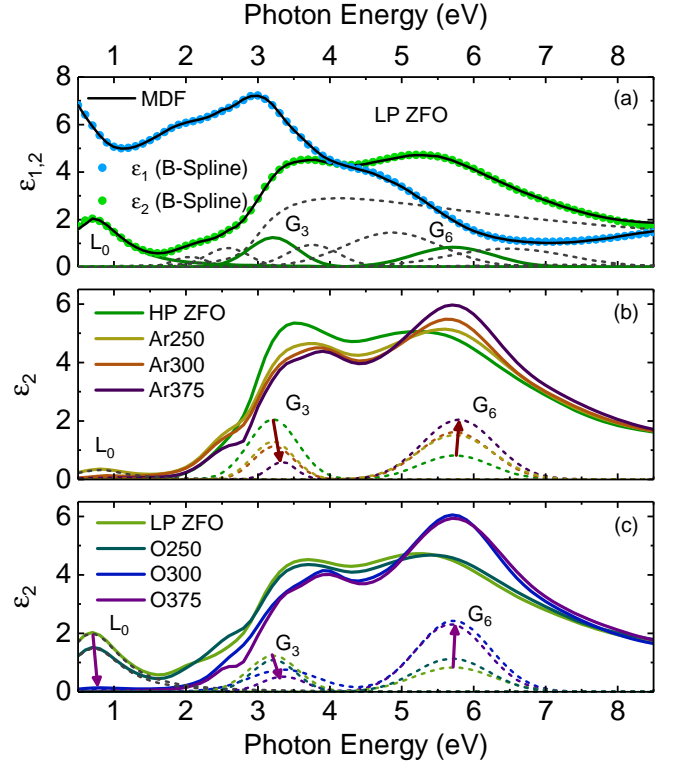 Photon Energy (eV)
1 2 3 4 5 6 7 8
8
6
4
2
0
ε1,2
MDF
LP ZFO
(a)
ε1 (B-Spline)
ε2 (B-Spline)
L0
G3
G6
6
4
2
0
ε2
HP ZFO
(b)
Ar250
Ar300
Ar375
L0
G3
G6
6
4
2
0
ε2
LP ZFO
(c)
O250
O300
O375
L0
G3
G6
1 2 3 4 5 6 7 8
Photon Energy (eV)